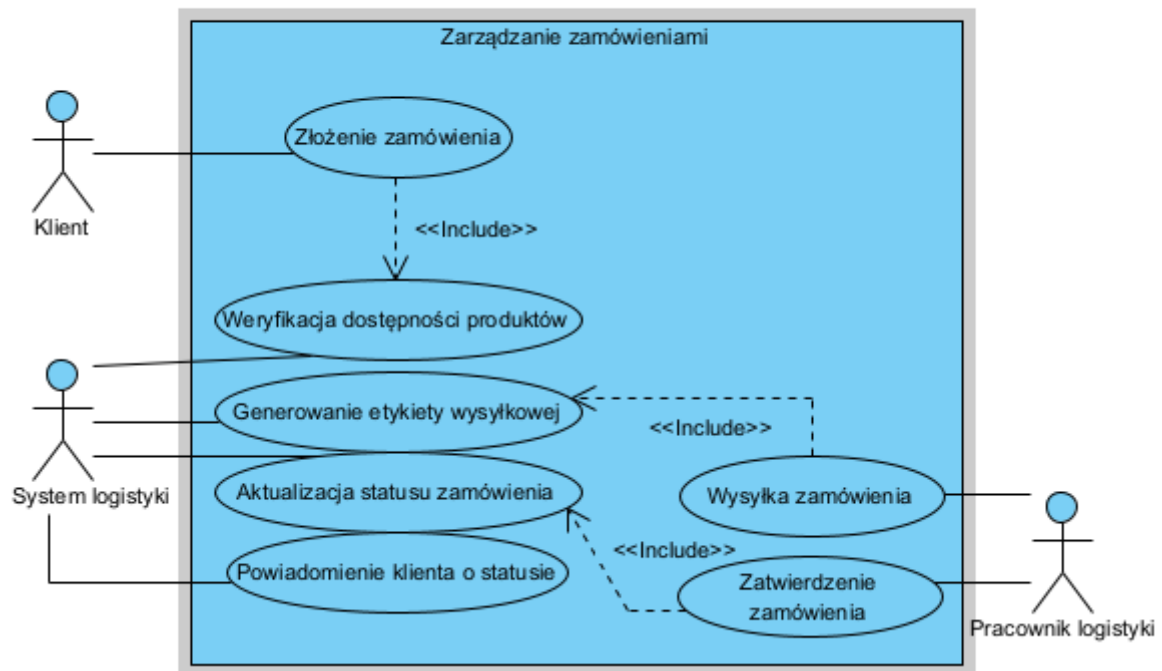 Zarządzanie zamówieniami
Złożenie zamówienia
Klient
<<Include>>
Weryfikacja dostępności produktów
Generowanie etykiety wysyłkowej
<<Include>>
System logistyki
Aktualizacja statusu zamówienia
Wysyłka zamówienia
<<Include>>
Powiadomienie klienta o statusie
Zatwierdzenie
zamówienia
Pracownik logistyki